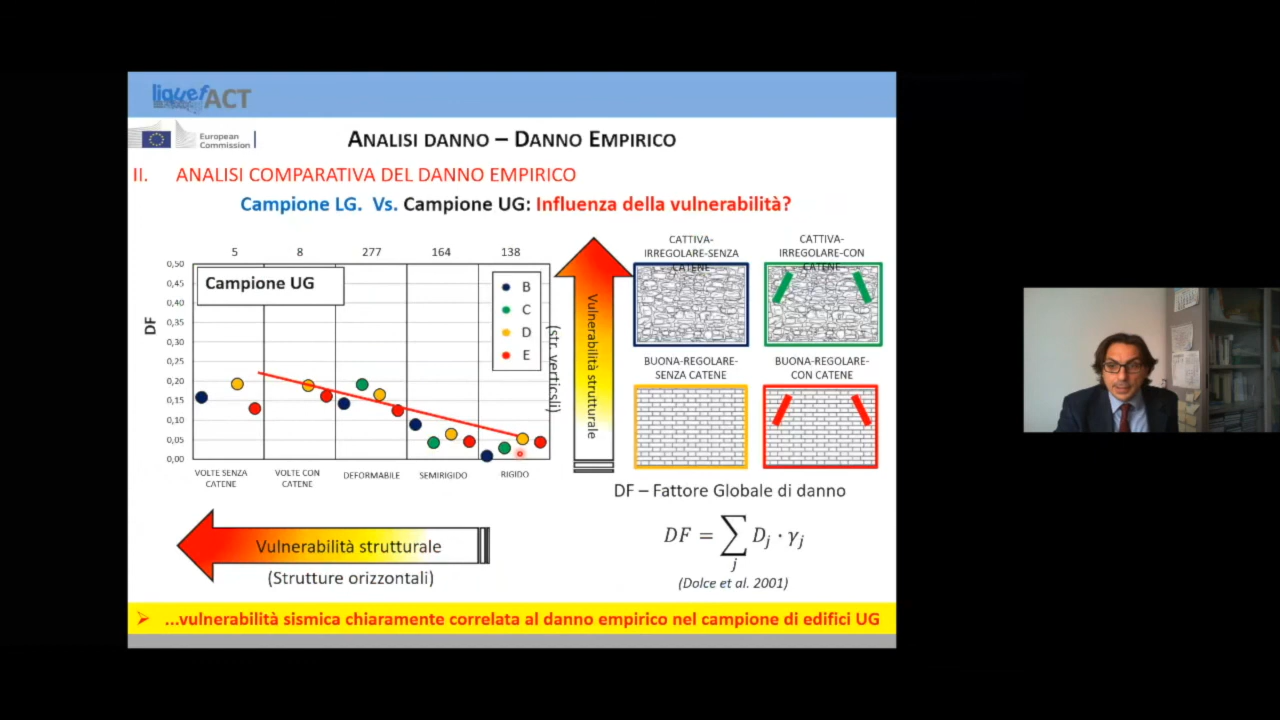 liquefACT
European
Commission
ANALISI DANNO – DANNO EMPIRICO
II. ANALISI COMPARATIVA DEL DANNO EMPIRICO
Campione LG. Vs. Campione UG: Influenza della vulnerabilità?
5 8 277 164 138
Campione UG
DF
0,50
0,45
0,40
0,35
0,30
0,25
0,20
0,15
0,10
0,05
0,00
B
C
D
E
VOLTE SENZA
CATENE
VOLTE CON
CATENE
DEFORMABILE
SEMIRIGIDO
RIGIDO
(str. verticsli)
Vulnerabilità strutturale
CATTIVA-
IRREGOLARE-SENZA
CATENE
CATTIVA-
IRREGOLARE-CON
CATENE
BUONA-REGOLARE-
SENZA CATENE
BUONA-REGOLARE-
CON CATENE
Vulnerabilità strutturale
(Strutture orizzontali)
DF – Fattore Globale di danno
DF = ∑ Dj · γj
j
(Dolce et al. 2001)
...vulnerabilità sismica chiaramente correlata al danno empirico nel campione di edifici UG